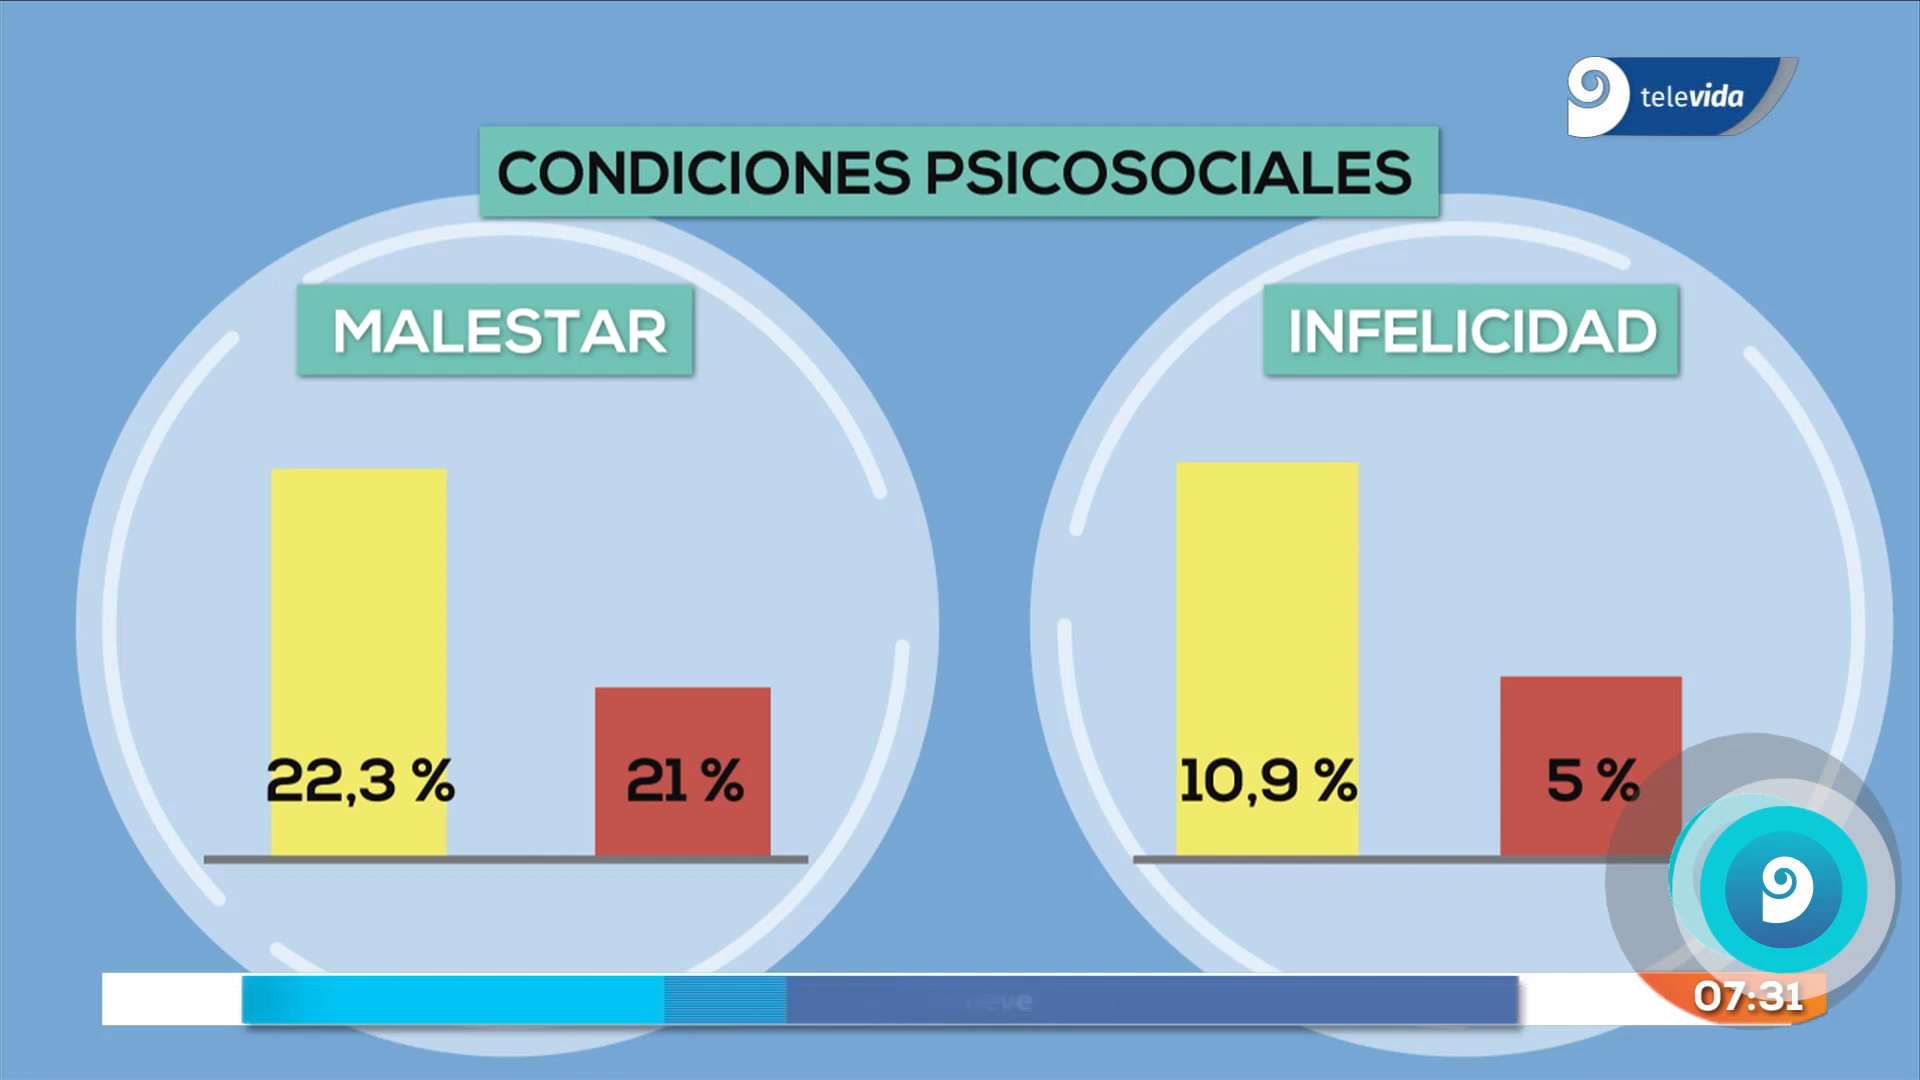 televida
CONDICIONES PSICOSOCIALES
MALESTAR
INFELICIDAD
22,3 %
21 %
10,9 %
5 %
07:31